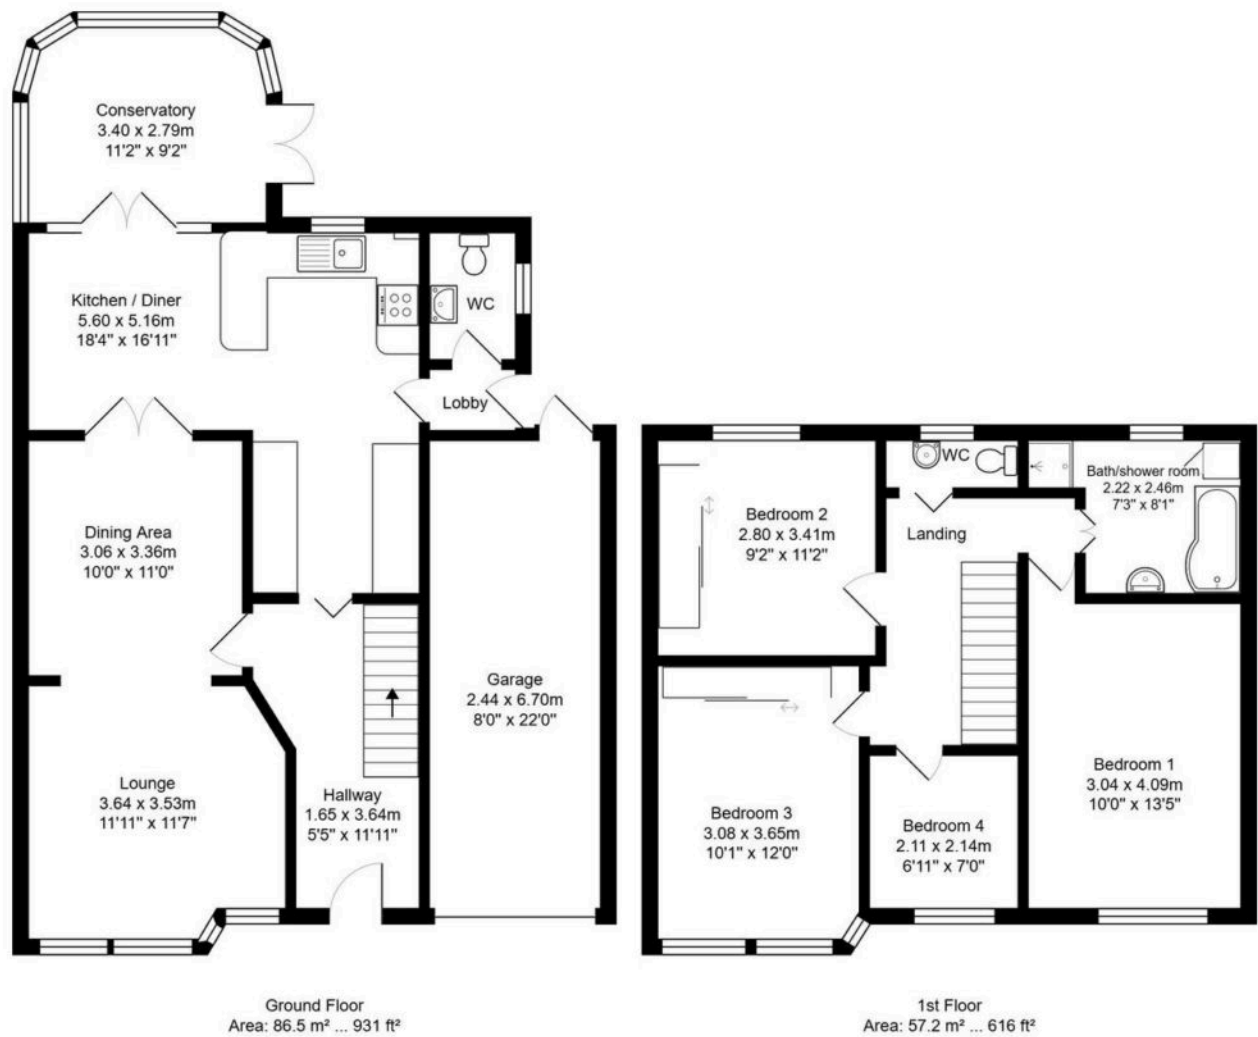 Conservatory
3.40 x 2.79m
11'2" x 9'2"
Kitchen / Diner
5.60 x 5.16m
18'4" x 16'11"
WC
Lobby
Dining Area
3.06 x 3.36m
10'0" x 11'0"
Garage
2.44 x 6.70m
8'0" x 22'0"
Lounge
3.64 x 3.53m
11'11" x 11'7"
Hallway
1.65 x 3.64m
5'5" x 11'11"
Ground Floor
Area: 86.5 m² ... 931 ft²
WC
Bath/shower room
2.22 x 2.46m
7'3" x 8'1"
Bedroom 2
2.80 x 3.41m
9'2" x 11'2"
Landing
Bedroom 1
3.04 x 4.09m
10'0" x 13'5"
Bedroom 3
3.08 x 3.65m
10'1" x 12'0"
Bedroom 4
2.11 x 2.14m
6'11" x 7'0"
1st Floor
Area: 57.2 m² ... 616 ft²